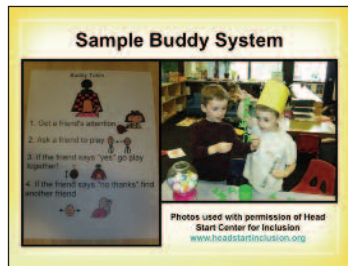 Sample Buddy System
1. Get a friend's attention
2. Ask a friend to play
3. If the friend says "yes" go play
together!
4. If the friend says "no thanks" find
another friend
Photos used with permission of Head
Start Center for Inclusion
www.headstartinclusion.org